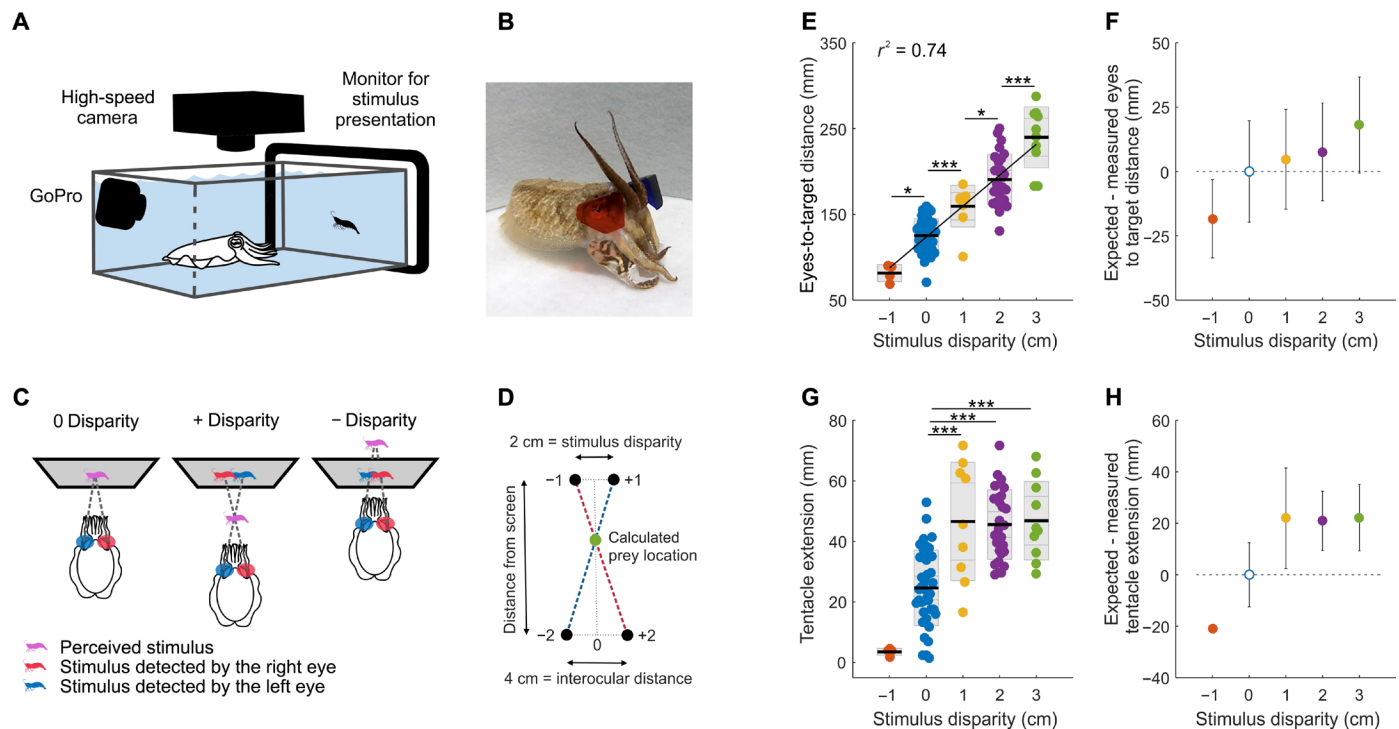 A
High-speed
camera
Monitor for
stimulus
presentation
GoPro
B
C
0 Disparity
+ Disparity
− Disparity
Perceived stimulus
Stimulus detected by the right eye
Stimulus detected by the left eye
D
2 cm = stimulus disparity
−1
+1
Distance from screen
Calculated
prey location
−2
0
+2
4 cm = interocular distance
E
r² = 0.74
Eyes-to-target distance (mm)
350
250
150
50
*
***
*
***
−1 0 1 2 3
Stimulus disparity (cm)
F
Expected - measured eyes
to target distance (mm)
50
25
0
−25
−50
−1 0 1 2 3
Stimulus disparity (cm)
G
Tentacle extension (mm)
80
60
40
20
0
***
***
***
−1 0 1 2 3
Stimulus disparity (cm)
H
Expected - measured
tentacle extension (mm)
60
40
20
0
−20
−40
−1 0 1 2 3
Stimulus disparity (cm)